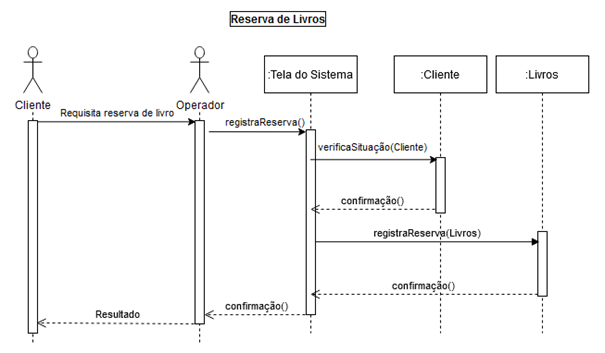 Reserva de Livros
:Tela do Sistema
:Cliente
:Livros
Cliente
Operador
Requisita reserva de livro
registraReserva()
verificaSituação(Cliente)
confirmação()
registraReserva(Livros)
confirmação()
confirmação()
Resultado